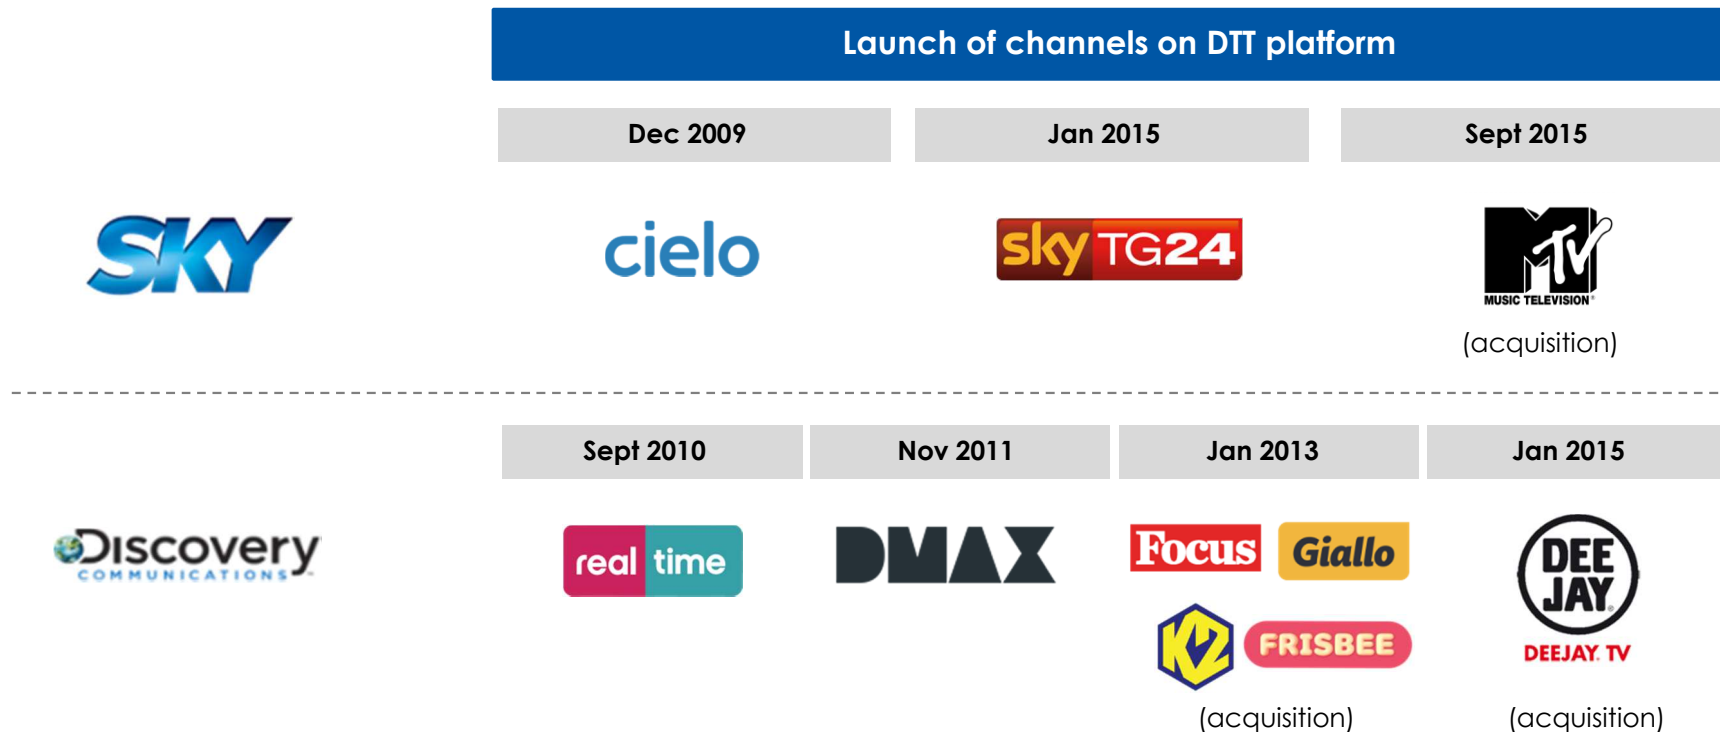 Launch of channels on DTT platform
Dec 2009
Jan 2015
Sept 2015
SKY
cielo
sky TG24
MTV
MUSIC TELEVISION®
(acquisition)
Sept 2010
Nov 2011
Jan 2013
Jan 2015
Discovery
COMMUNICATIONS™
real time
DMAX
Focus
Giallo
K2
FRISBEE
(acquisition)
DEE
JAY®
DEEJAY. TV
(acquisition)